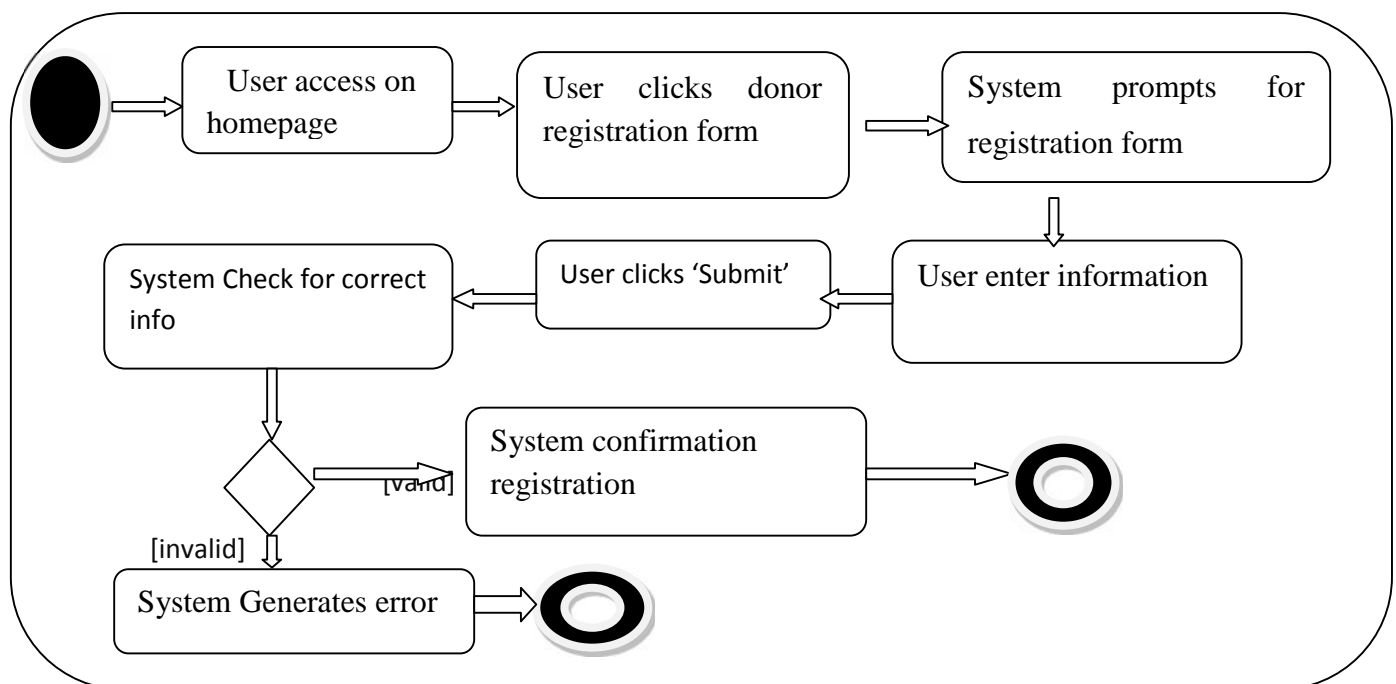 User access on
homepage
User clicks donor
registration form
System prompts for
registration form
User enter information
User clicks ‘Submit’
System Check for correct
info
System confirmation
registration
[valid]
[invalid]
System Generates error